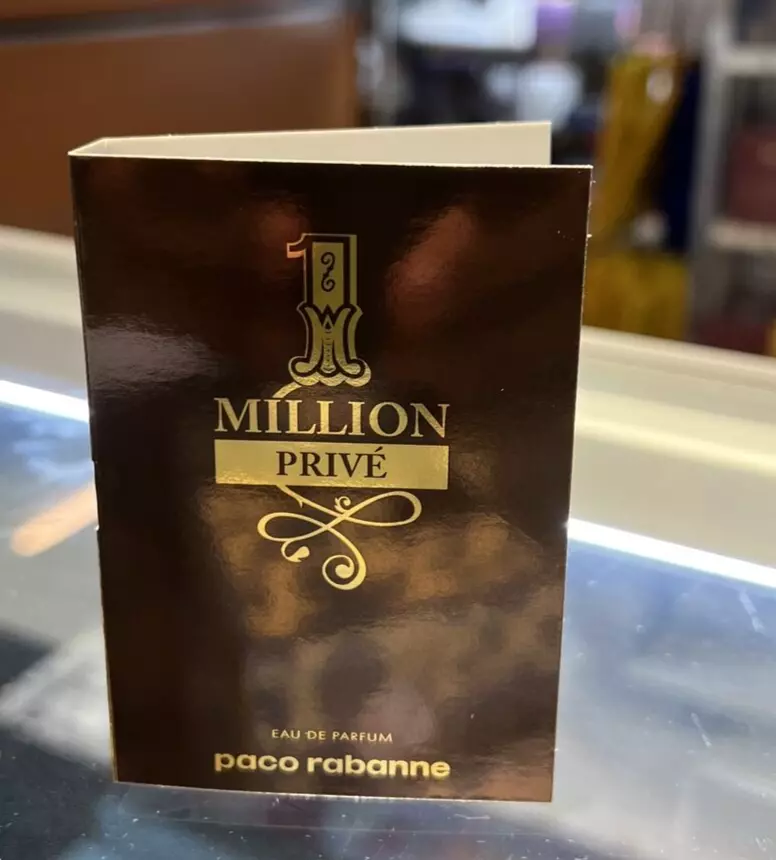 1
MILLION
PRIVÉ
EAU DE PARFUM
paco rabanne